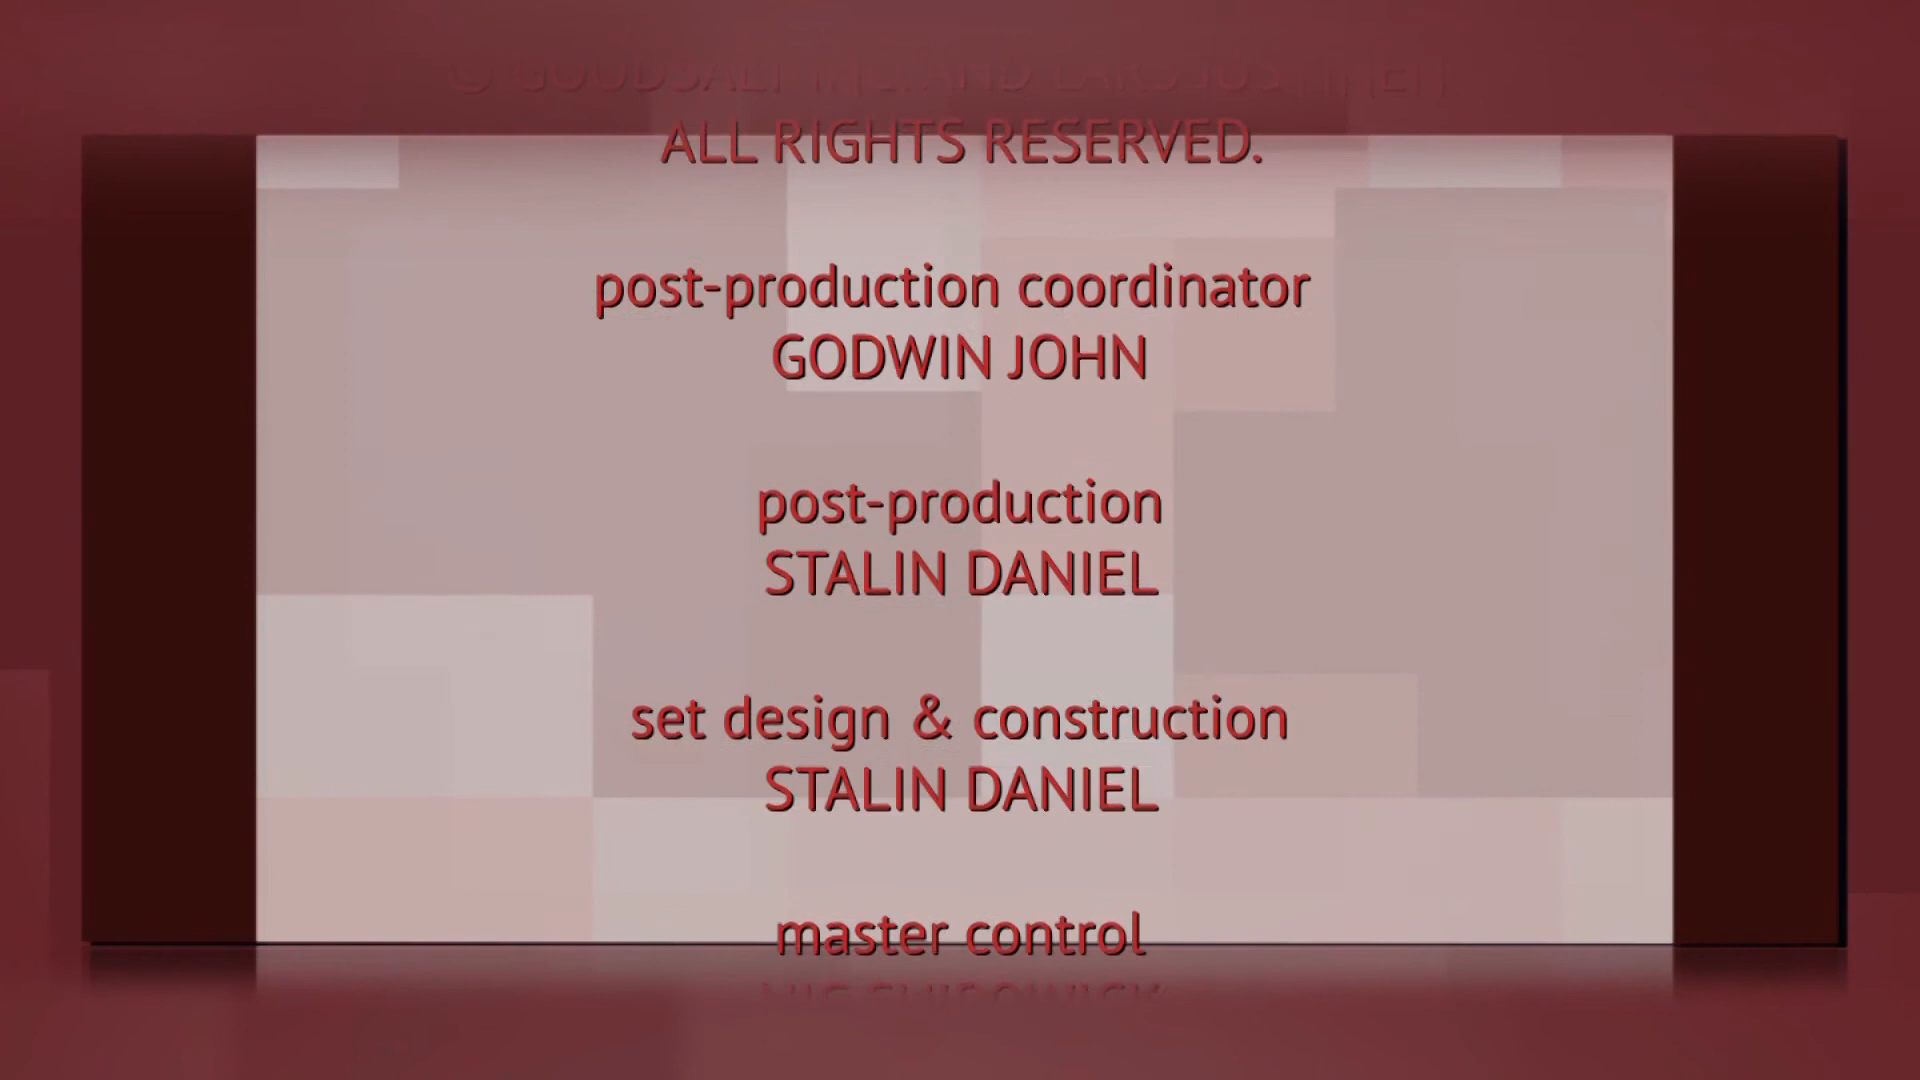 ALL RIGHTS RESERVED.
post-production coordinator
GODWIN JOHN
post-production
STALIN DANIEL
set design & construction
STALIN DANIEL
master control